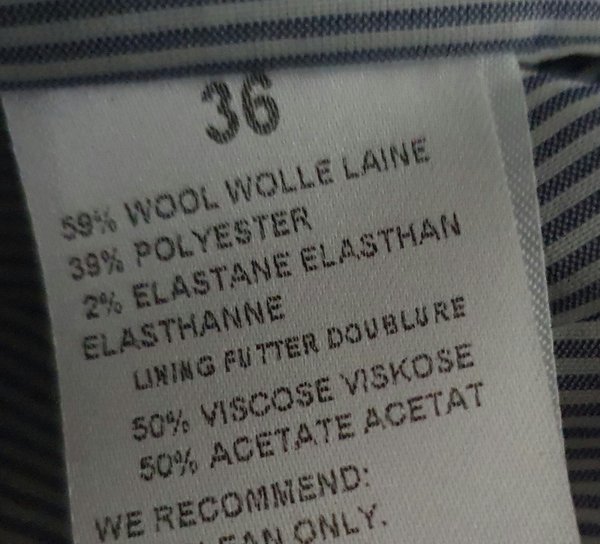 36
59% WOOL WOLLE LAINE
39% POLYESTER
2% ELASTANE ELASTHAN
ELASTHANNE
LINING FUTTER DOUBLURE
50% VISCOSE VISKOSE
50% ACETATE ACETAT
WE RECOMMEND:
ONLY.